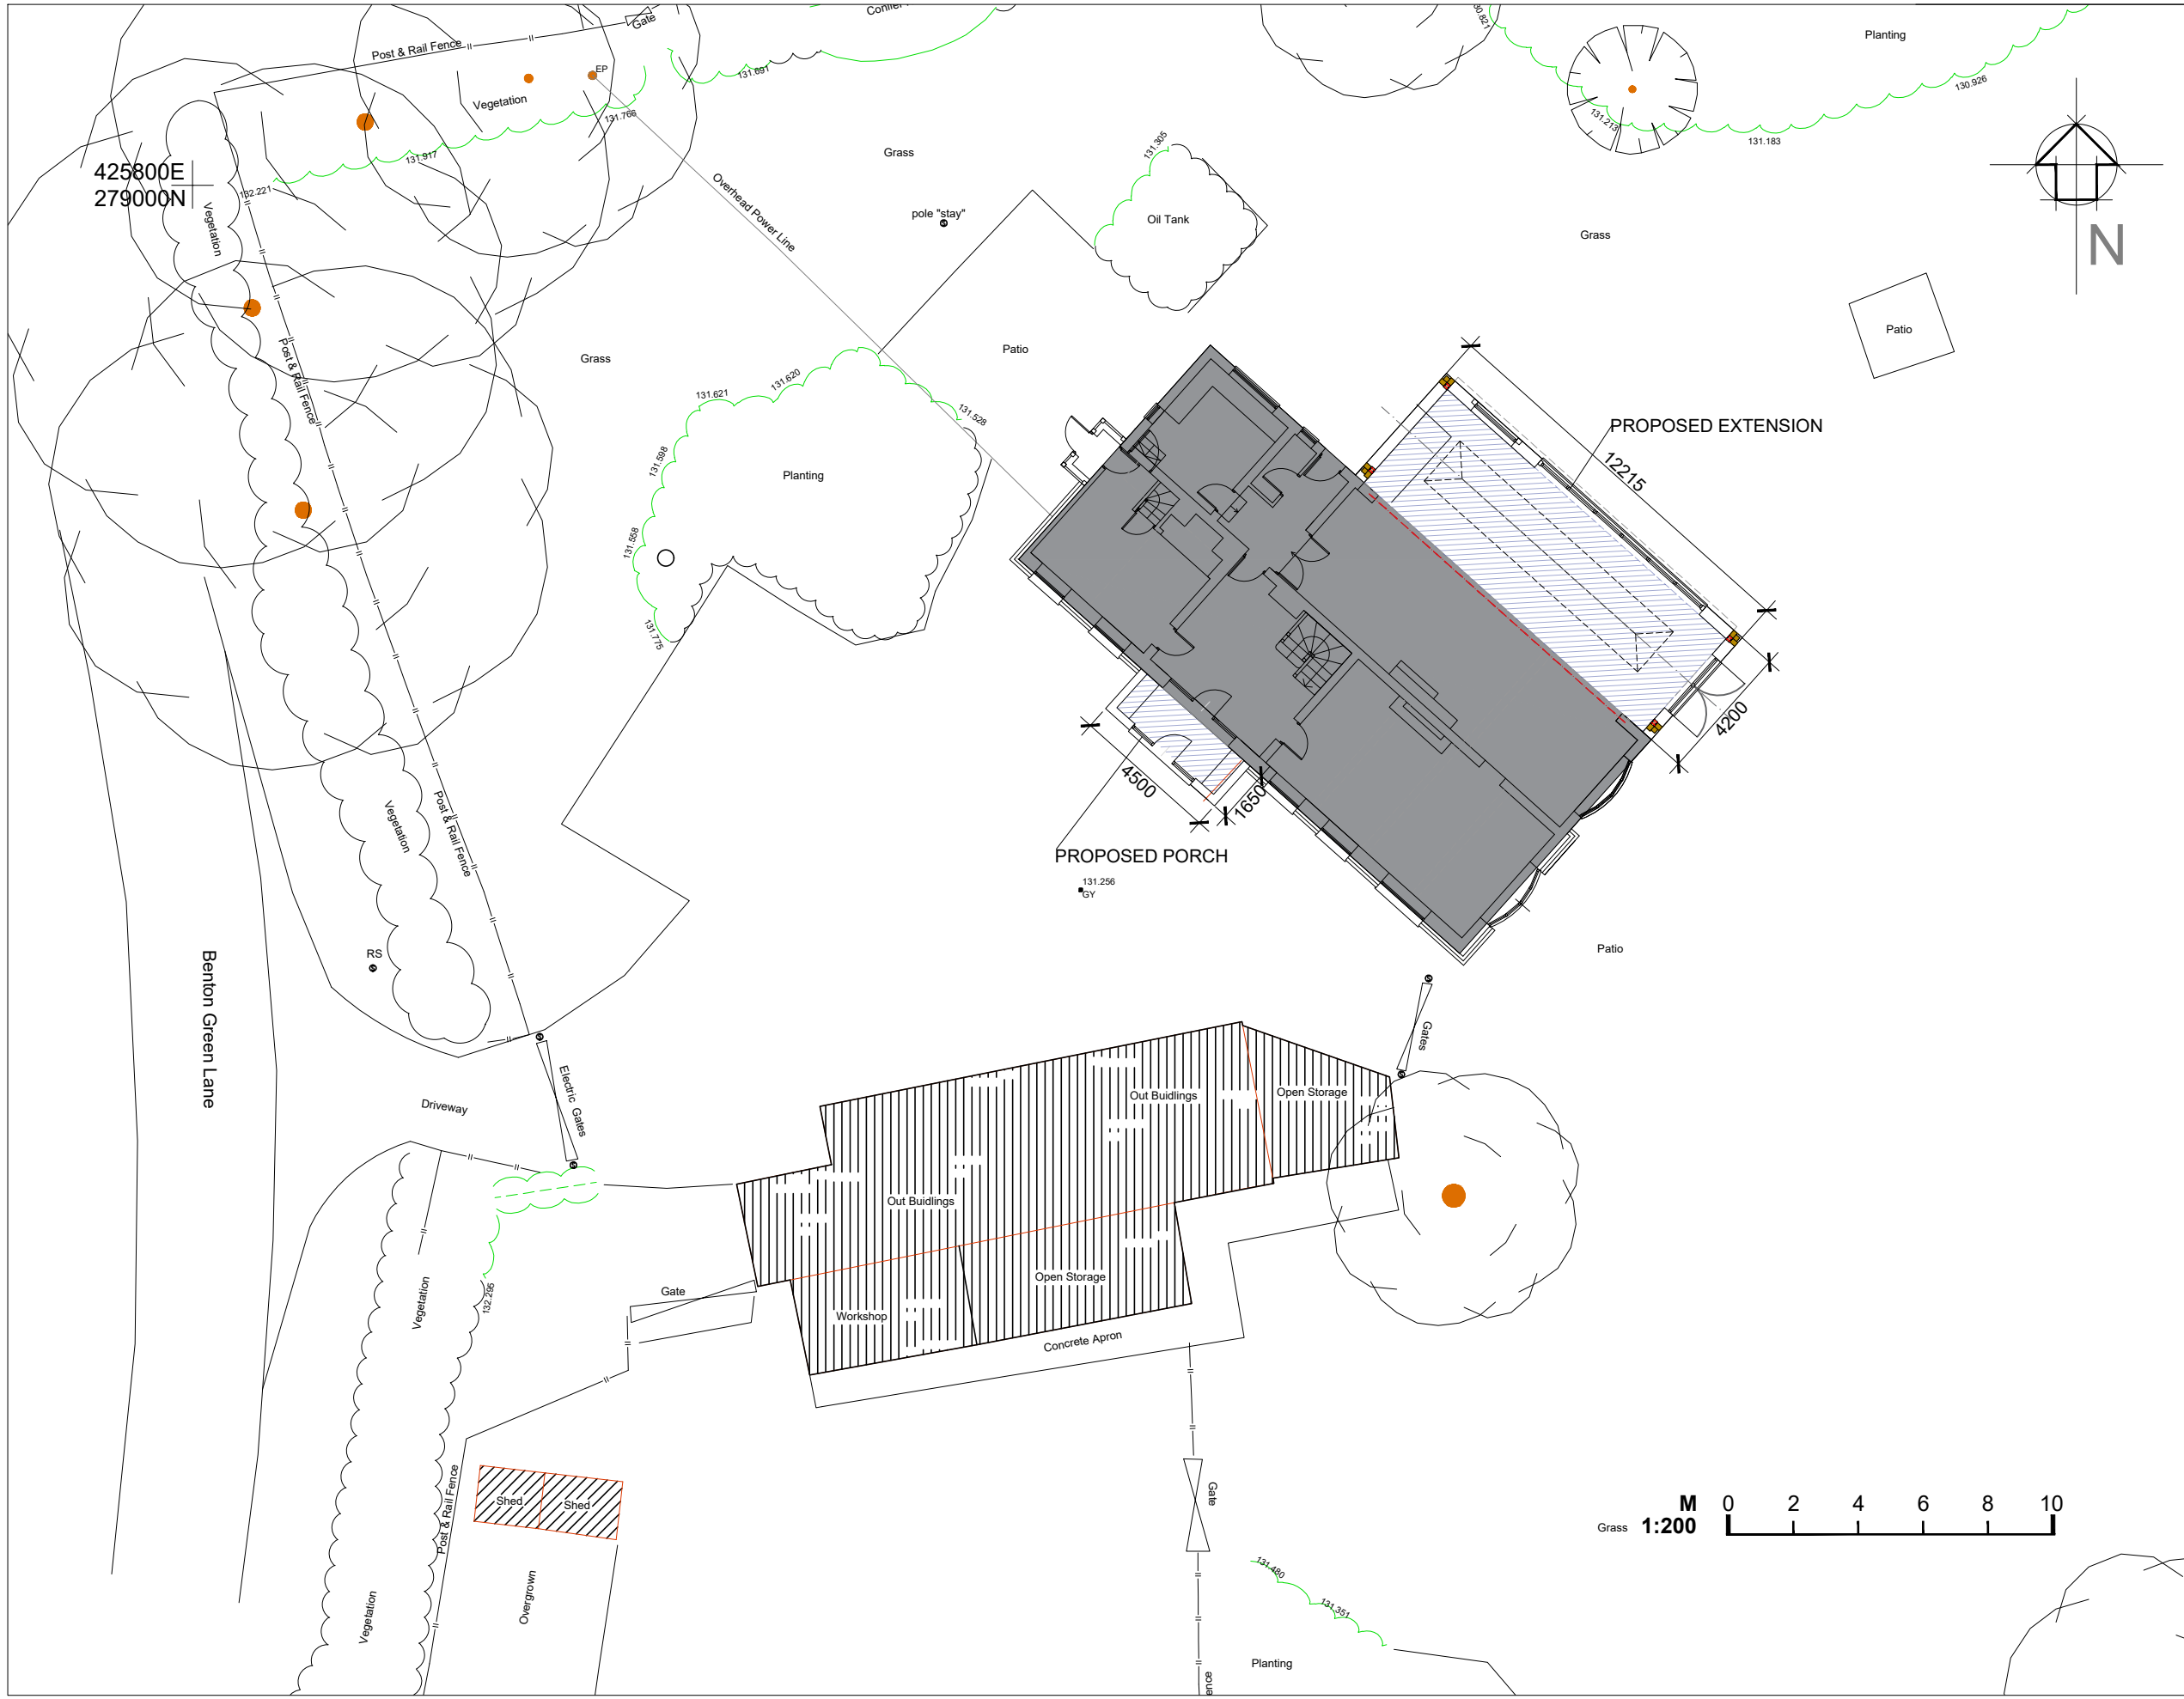 Gate
Conifer
130.821
Planting
Post & Rail Fence
EP
131.691
130.926
Vegetation
131.766
131.213
131.183
131.917
Grass
131.305
425800E
279000N
132.221
Vegetation
Overhead Power Line
pole "stay"
Oil Tank
Grass
N
Post & Rail Fence
Grass
Patio
Patio
131.621
131.620
131.528
PROPOSED EXTENSION
131.598
Planting
12215
131.558
131.775
4200
4500
1650
Vegetation
Post & Rail Fence
PROPOSED PORCH
131.256
GY
RS
Patio
Benton Green Lane
Gates
Electric Gates
Driveway
Out Buidlings
Open Storage
Out Buidlings
Vegetation
132.295
Gate
Open Storage
Workshop
Concrete Apron
Post & Rail Fence
Shed
Shed
Gate
M 0 2 4 6 8 10
Grass 1:200
Overgrown
Vegetation
131.480
131.351
Planting